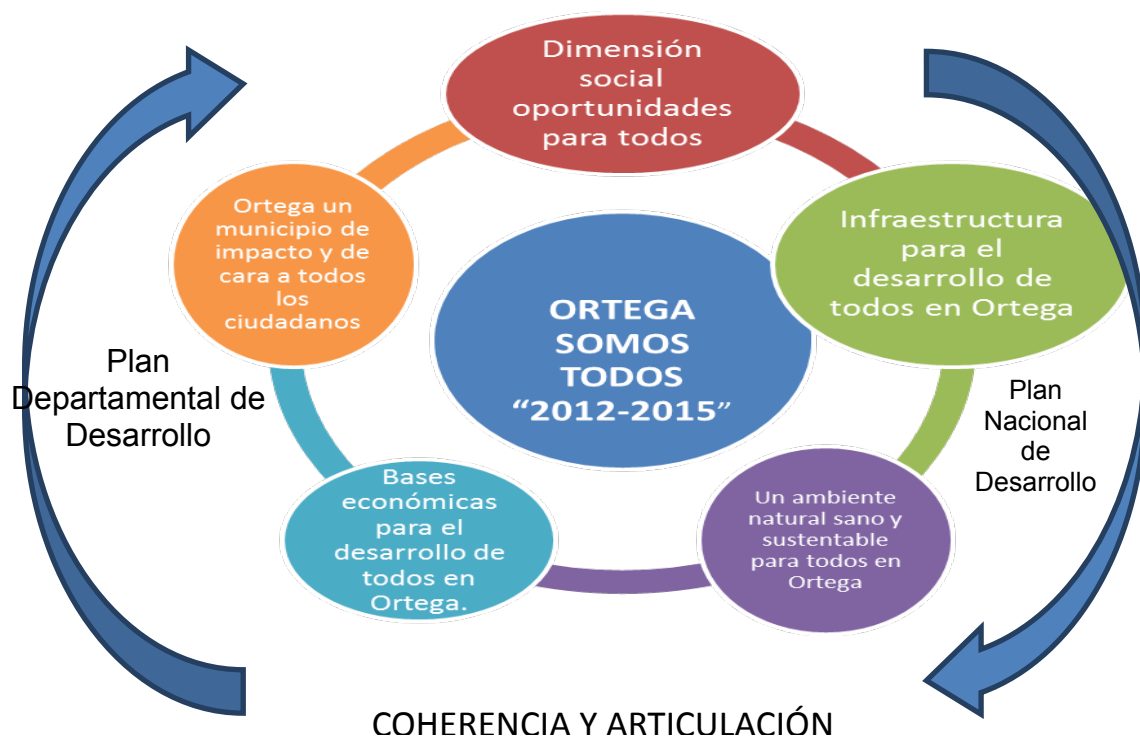 Dimensión
social
oportunidades
para todos
Ortega un
municipio de
impacto y de
cara a todos
los
ciudadanos
Infraestructura
para el
desarrollo de
todos en Ortega
ORTEGA
SOMOS
TODOS
“2012-2015”
Plan
Departamental de
Desarrollo
Plan
Nacional
de
Desarrollo
Bases
económicas
para el
desarrollo de
todos en
Ortega.
Un ambiente
natural sano y
sustentable
para todos en
Ortega
COHERENCIA Y ARTICULACIÓN